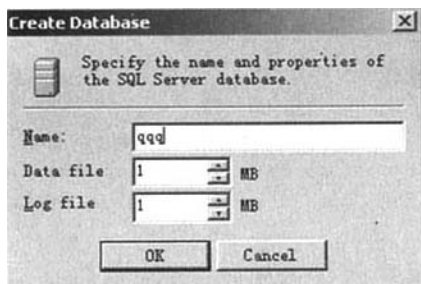 Create Database
Specify the name and properties of
the SQL Server database.
Name: qqq
Data file 1 MB
Log file 1 MB
OK Cancel